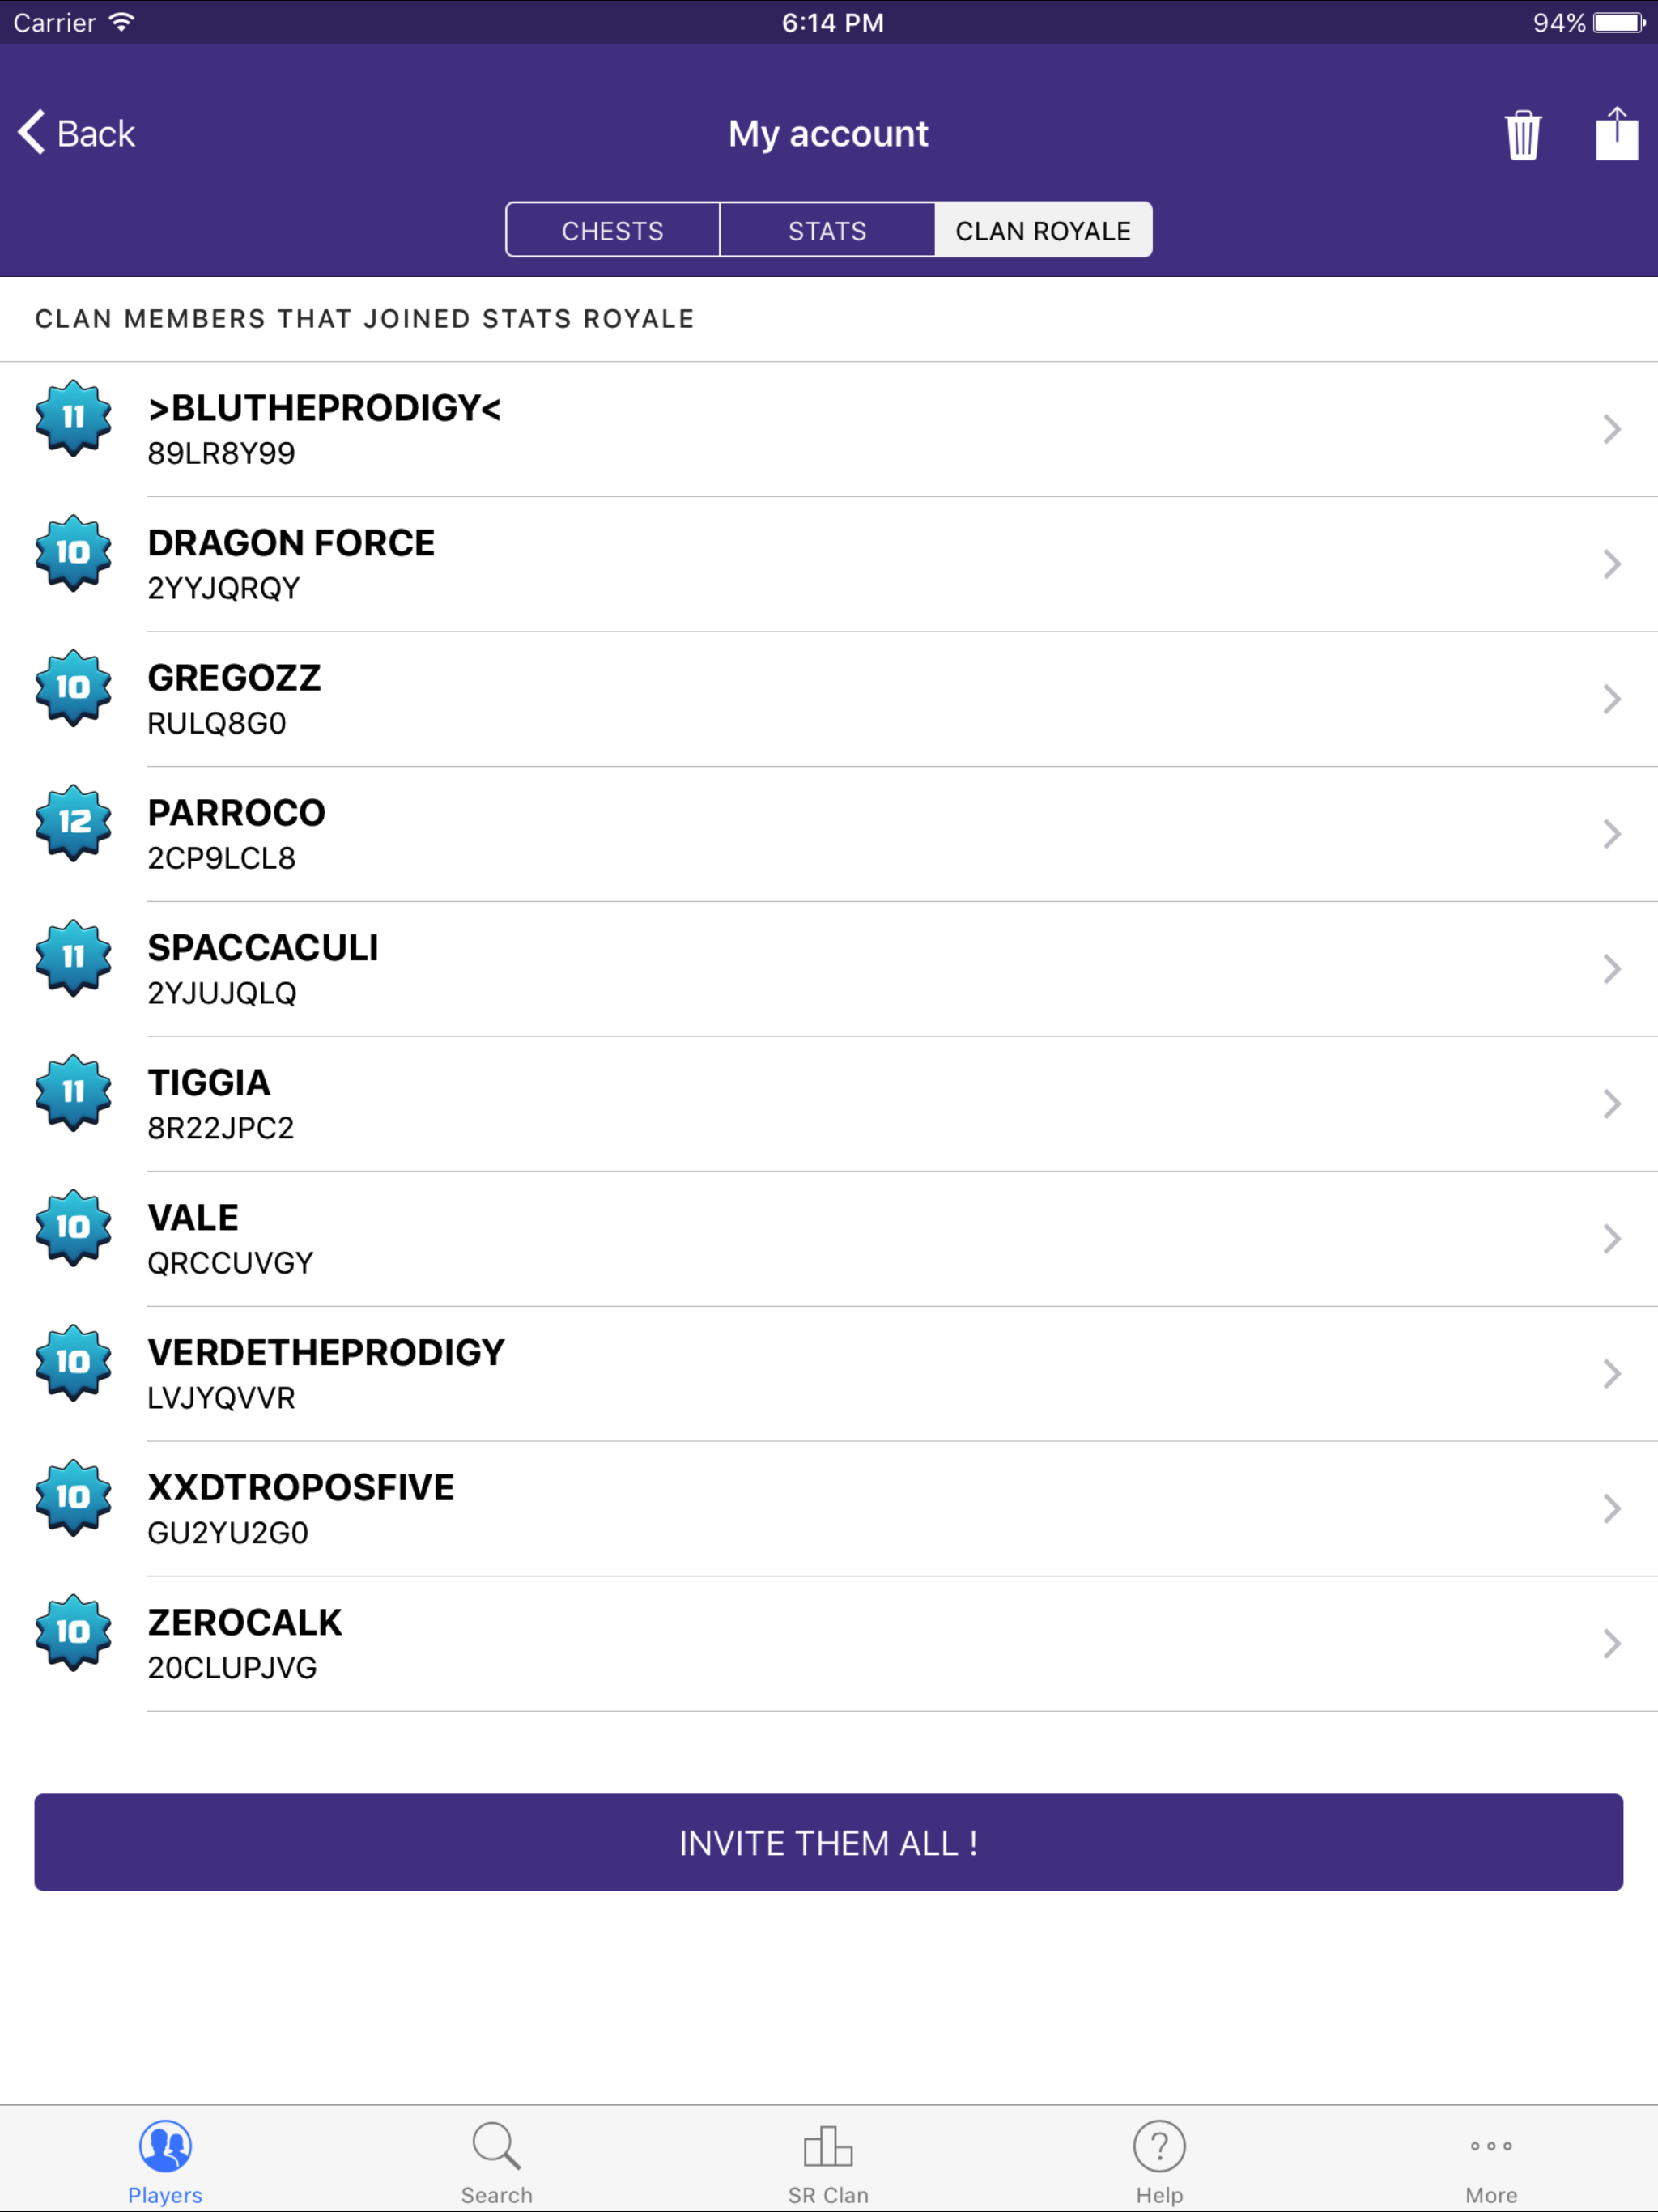 Carrier 6:14 PM 94%
Back My account
CHESTS STATS CLAN ROYALE
CLAN MEMBERS THAT JOINED STATS ROYALE
11 >BLUTHEPRODIGY<
89LR8Y99
10 DRAGON FORCE
2YYJQRQY
10 GREGOZZ
RULQ8G0
12 PARROCO
2CP9LCL8
11 SPACCACULI
2YJUJQLQ
11 TIGGIA
8R22JPC2
10 VALE
QRCCUVGY
10 VERDETHEPRODIGY
LVJYQVVR
10 XXDTROPOSFIVE
GU2YU2G0
10 ZEROCALK
20CLUPJVG
INVITE THEM ALL !
Players Search SR Clan Help More